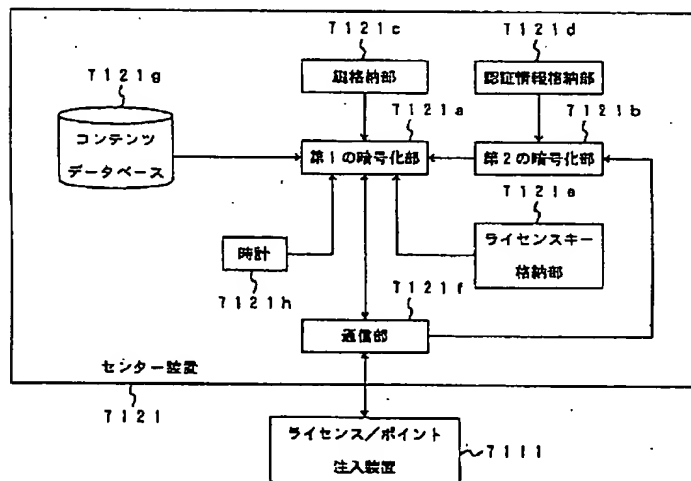 7121c
7121d
7121g
鍵格納部
認証情報格納部
7121a
7121b
コンテンツ
データベース
第1の暗号化部
第2の暗号化部
7121e
時計
ライセンスキー
格納部
7121h
7121f
通信部
センター装置
7121
ライセンス/ポイント
注入装置
7111